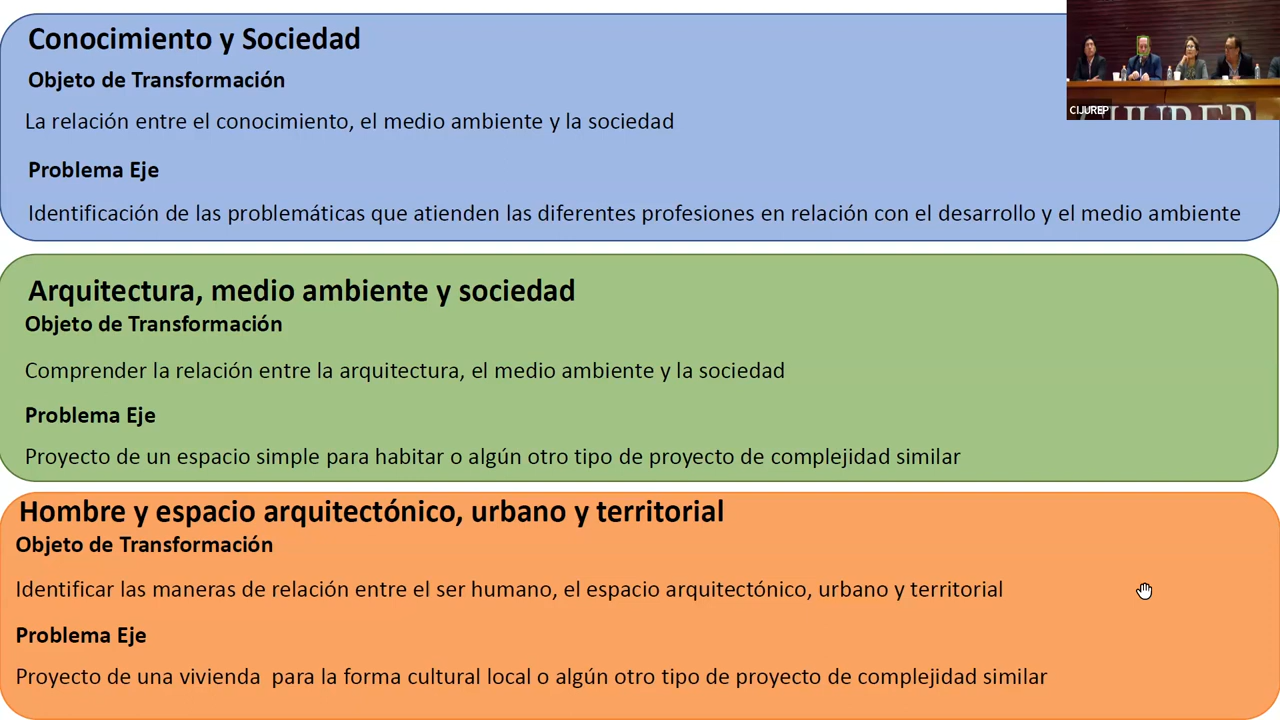 Conocimiento y Sociedad
Objeto de Transformación
La relación entre el conocimiento, el medio ambiente y la sociedad
Problema Eje
Identificación de las problemáticas que atienden las diferentes profesiones en relación con el desarrollo y el medio ambiente
CIJUREP
CIJUREP
Arquitectura, medio ambiente y sociedad
Objeto de Transformación
Comprender la relación entre la arquitectura, el medio ambiente y la sociedad
Problema Eje
Proyecto de un espacio simple para habitar o algún otro tipo de proyecto de complejidad similar
Hombre y espacio arquitectónico, urbano y territorial
Objeto de Transformación
Identificar las maneras de relación entre el ser humano, el espacio arquitectónico, urbano y territorial
Problema Eje
Proyecto de una vivienda para la forma cultural local o algún otro tipo de proyecto de complejidad similar